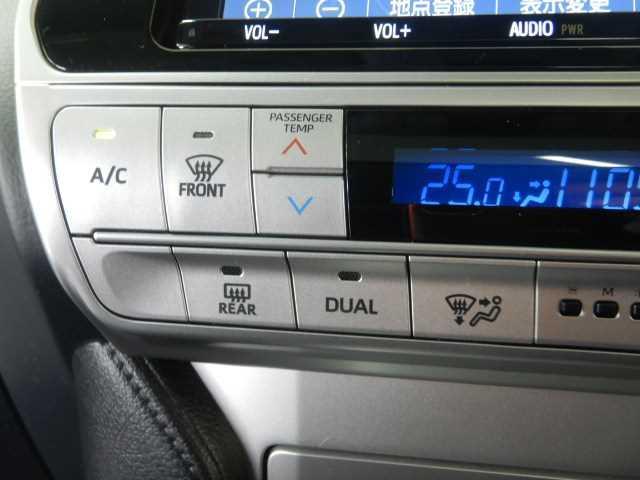 地点登録 表示変更
VOL− VOL+ AUDIO PWR
PASSENGER
TEMP
A/C FRONT
25.0
REAR DUAL
M